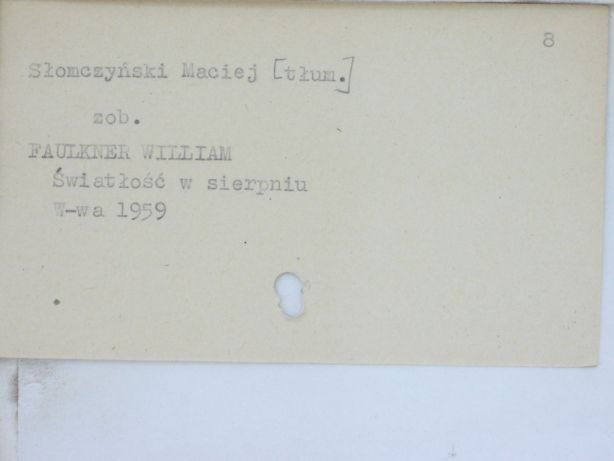 8
Słomczyński Maciej [tłum.]
zob.
FAULKNER WILLIAM
Światłość w sierpniu
W-wa 1959